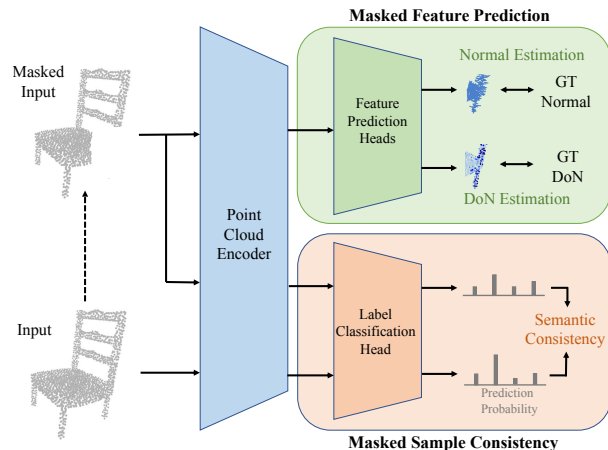 Masked Feature Prediction
Masked
Input
Normal Estimation
Feature
Prediction
Heads
GT
Normal
GT
DoN
DoN Estimation
Point
Cloud
Encoder
Input
Label
Classification
Head
Semantic
Consistency
Prediction
Probability
Masked Sample Consistency